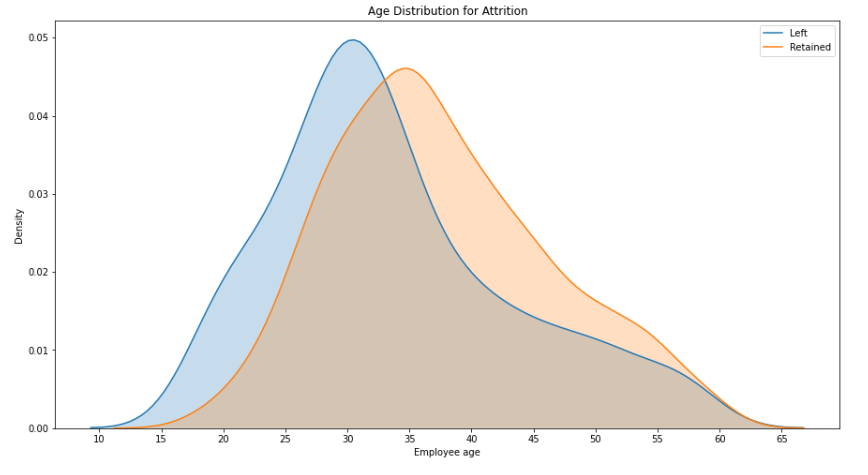 Age Distribution for Attrition
Left
Retained
0.05
0.04
0.03
0.02
0.01
0.00
Density
10 15 20 25 30 35 40 45 50 55 60 65
Employee age